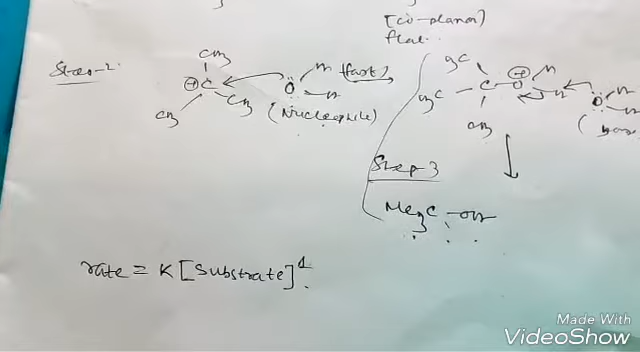 [co-planar)
flat.
Step-2
CH3
⊕C
CH3
CH3
Ö
H
H
(Nucleophile)
(fast)
H3C
H3C
C
CH3
⊕
O
H
H
Ö
H
H
Step 3
Me3C-OH
rate = K[substrate]1
Made With
VideoShow